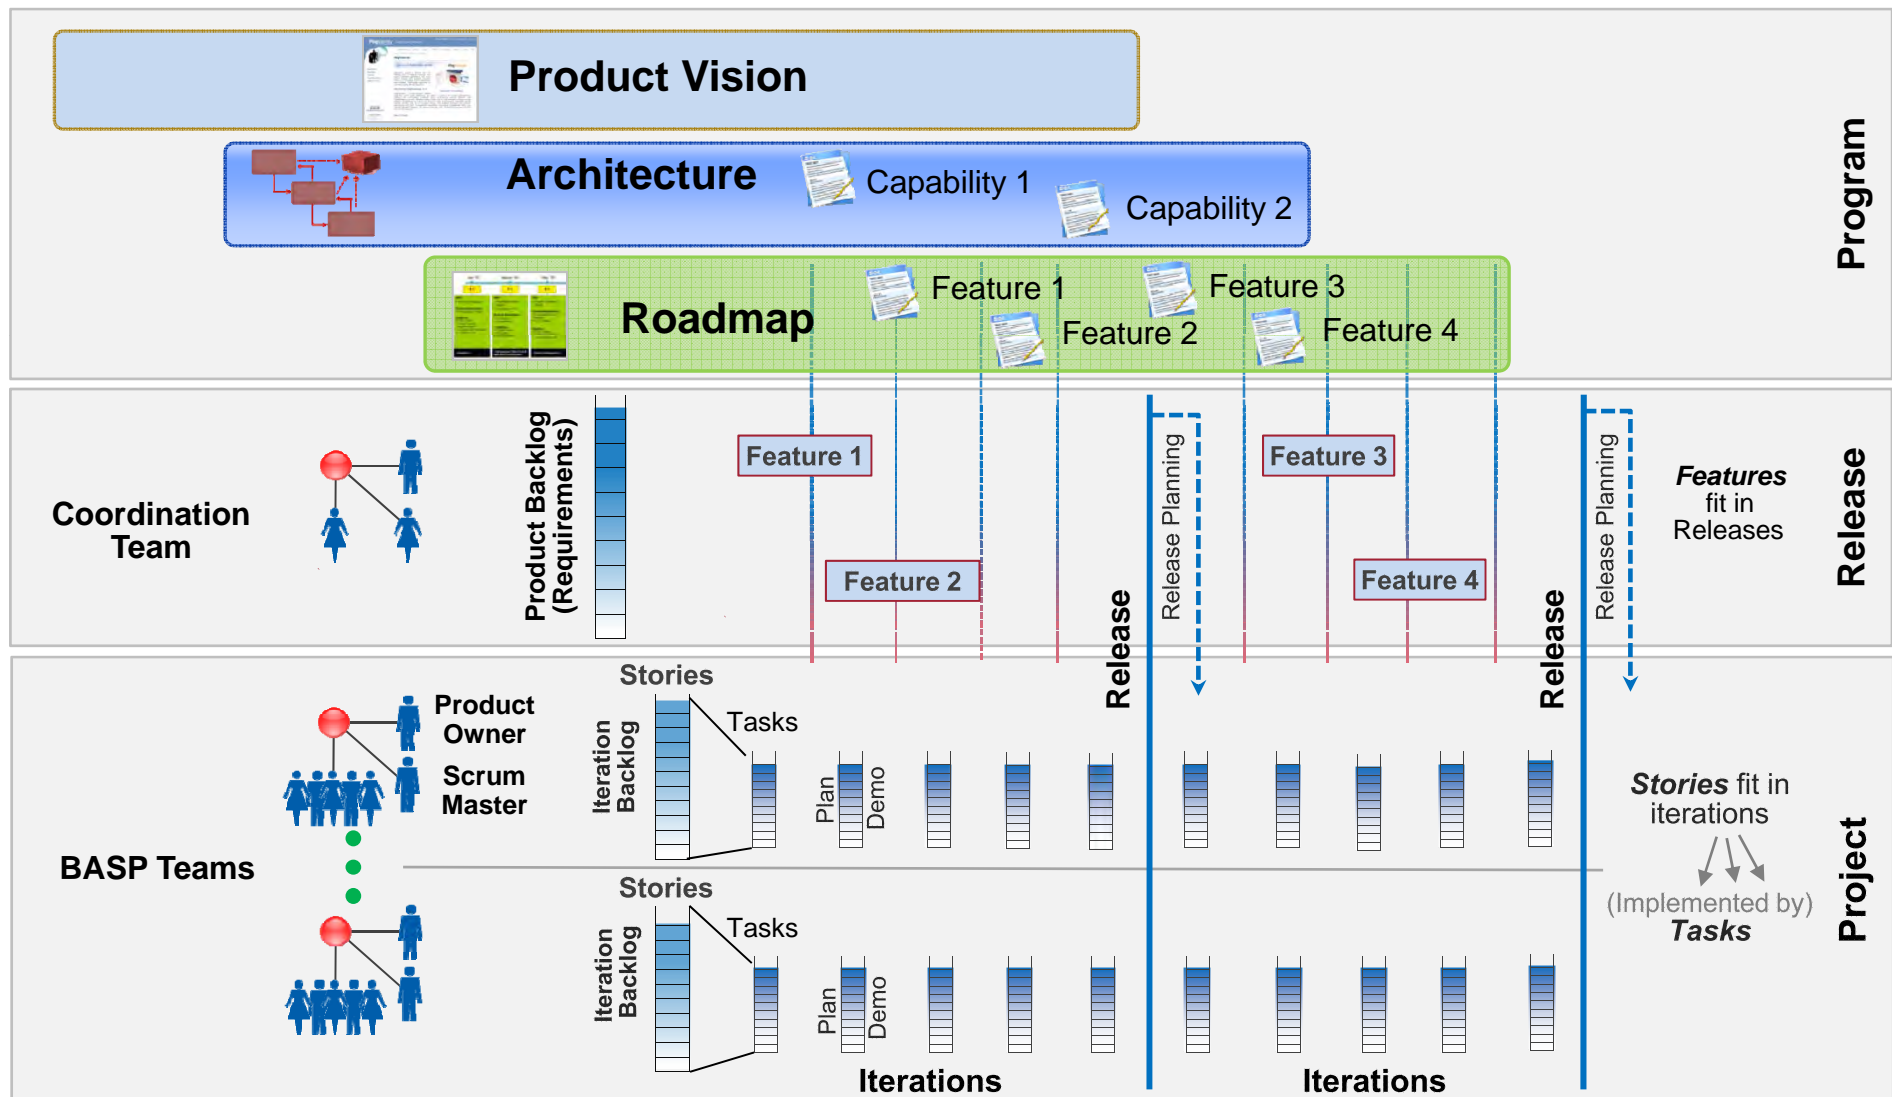 Product Vision
Architecture
Capability 1
Capability 2
Program
Roadmap
Feature 1
Feature 2
Feature 3
Feature 4
Coordination
Team
Product Backlog
(Requirements)
Feature 1
Feature 2
Release
Release Planning
Feature 3
Feature 4
Release
Release Planning
Features
fit in
Releases
Release
BASP Teams
Product
Owner
Scrum
Master
Stories
Iteration
Backlog
Tasks
Plan
Demo
Stories
Iteration
Backlog
Tasks
Plan
Demo
Iterations
Iterations
Stories fit in
iterations
(Implemented by)
Tasks
Project